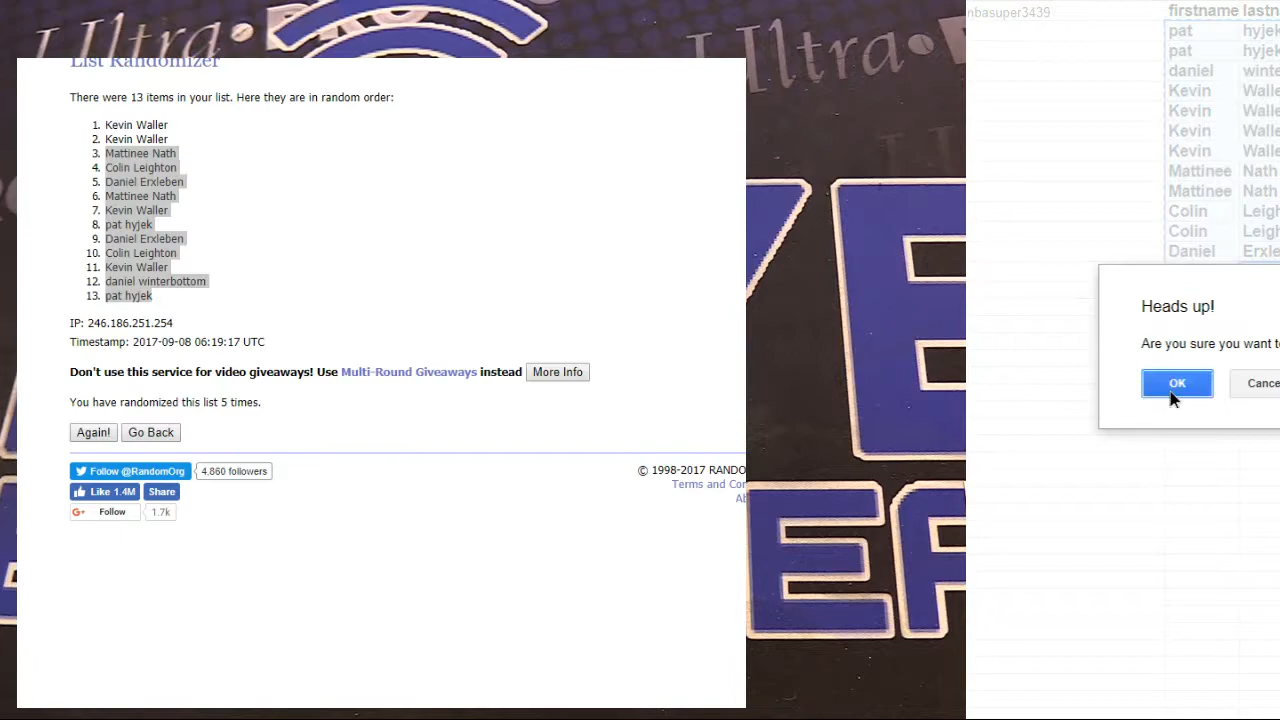 Ultra•PRO
Ultra•
nbasuper3439
List Randomizer
There were 13 items in your list. Here they are in random order:
1. Kevin Waller
2. Kevin Waller
3. Mattinee Nath
4. Colin Leighton
5. Daniel Erxleben
6. Mattinee Nath
7. Kevin Waller
8. pat hyjek
9. Daniel Erxleben
10. Colin Leighton
11. Kevin Waller
12. daniel winterbottom
13. pat hyjek
IP: 246.186.251.254
Timestamp: 2017-09-08 06:19:17 UTC
Don't use this service for video giveaways! Use Multi-Round Giveaways instead More Info
You have randomized this list 5 times.
Again! Go Back
Follow @RandomOrg 4,860 followers
Like 1.4M Share
Follow 1.7k
© 1998-2017 RANDO
Terms and Con
Ab
firstname lastn
pat hyjek
pat hyjek
daniel winte
Kevin Walle
Kevin Walle
Kevin Walle
Kevin Walle
Mattinee Nath
Mattinee Nath
Colin Leigh
Colin Leigh
Daniel Erxle
Heads up!
Are you sure you want to
OK Cance